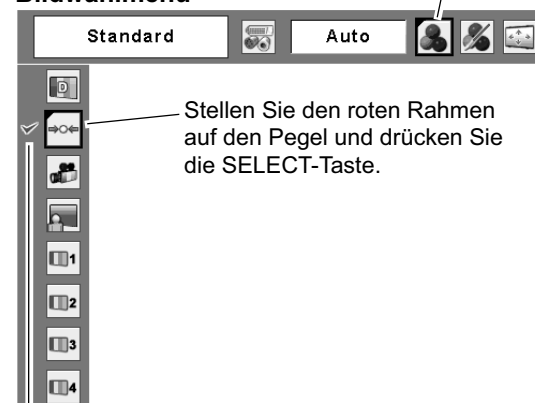 Bildwahlmenü
Standard
Auto
D
Stellen Sie den roten Rahmen
auf den Pegel und drücken Sie
die SELECT-Taste.
1
2
3
4